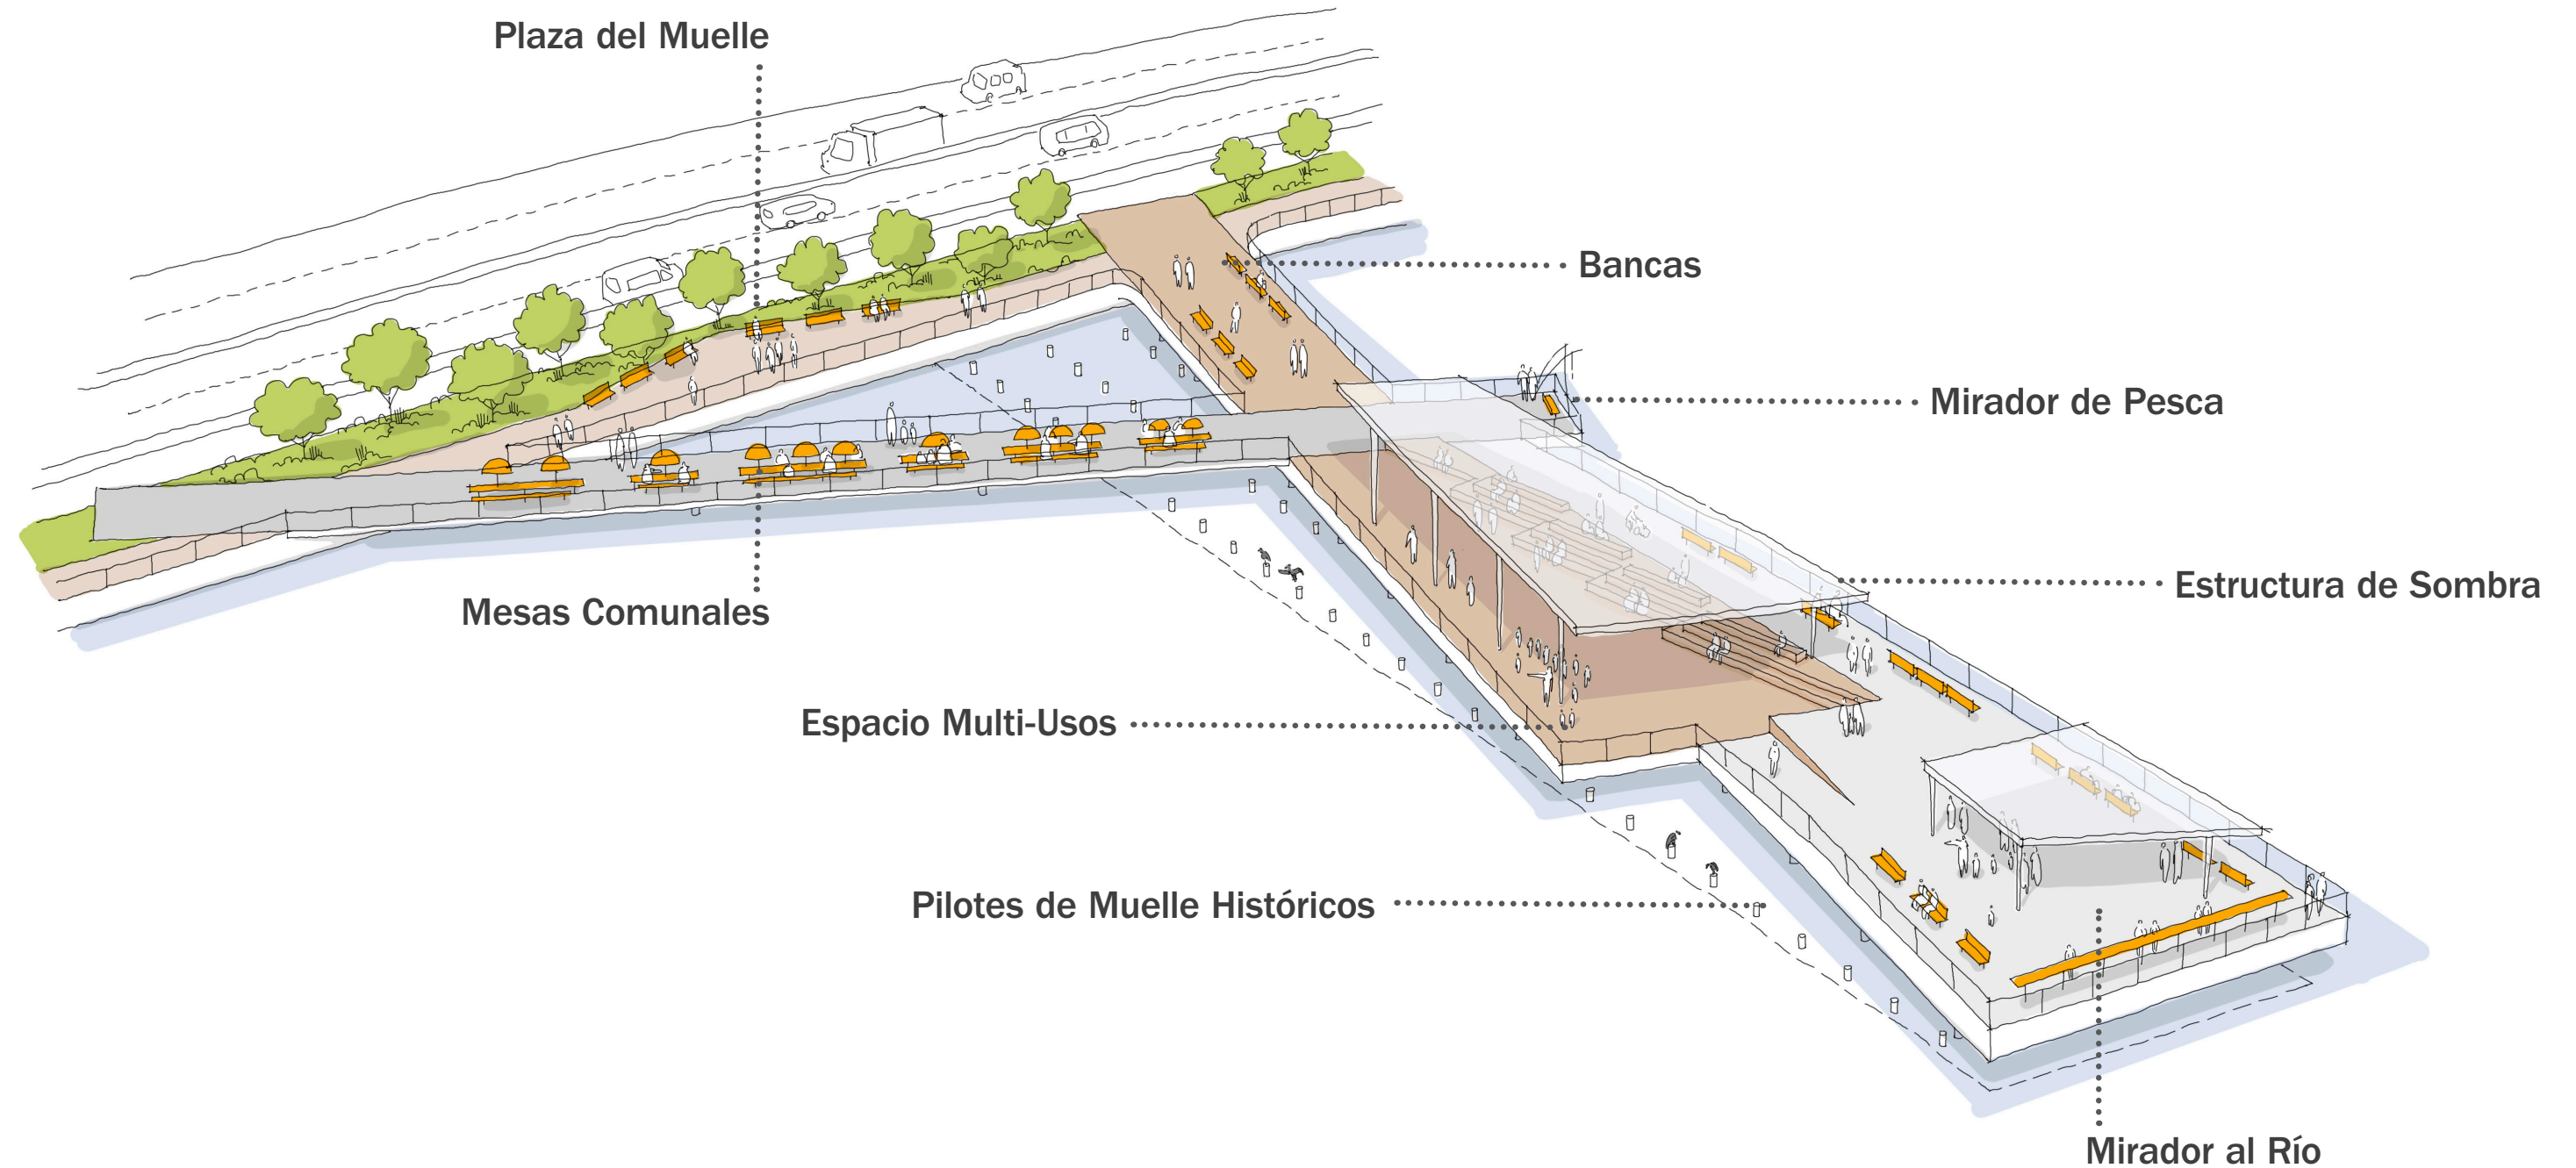 Plaza del Muelle
Bancas
Mirador de Pesca
Estructura de Sombra
Mesas Comunales
Espacio Multi-Usos
Pilotes de Muelle Históricos
Mirador al Río